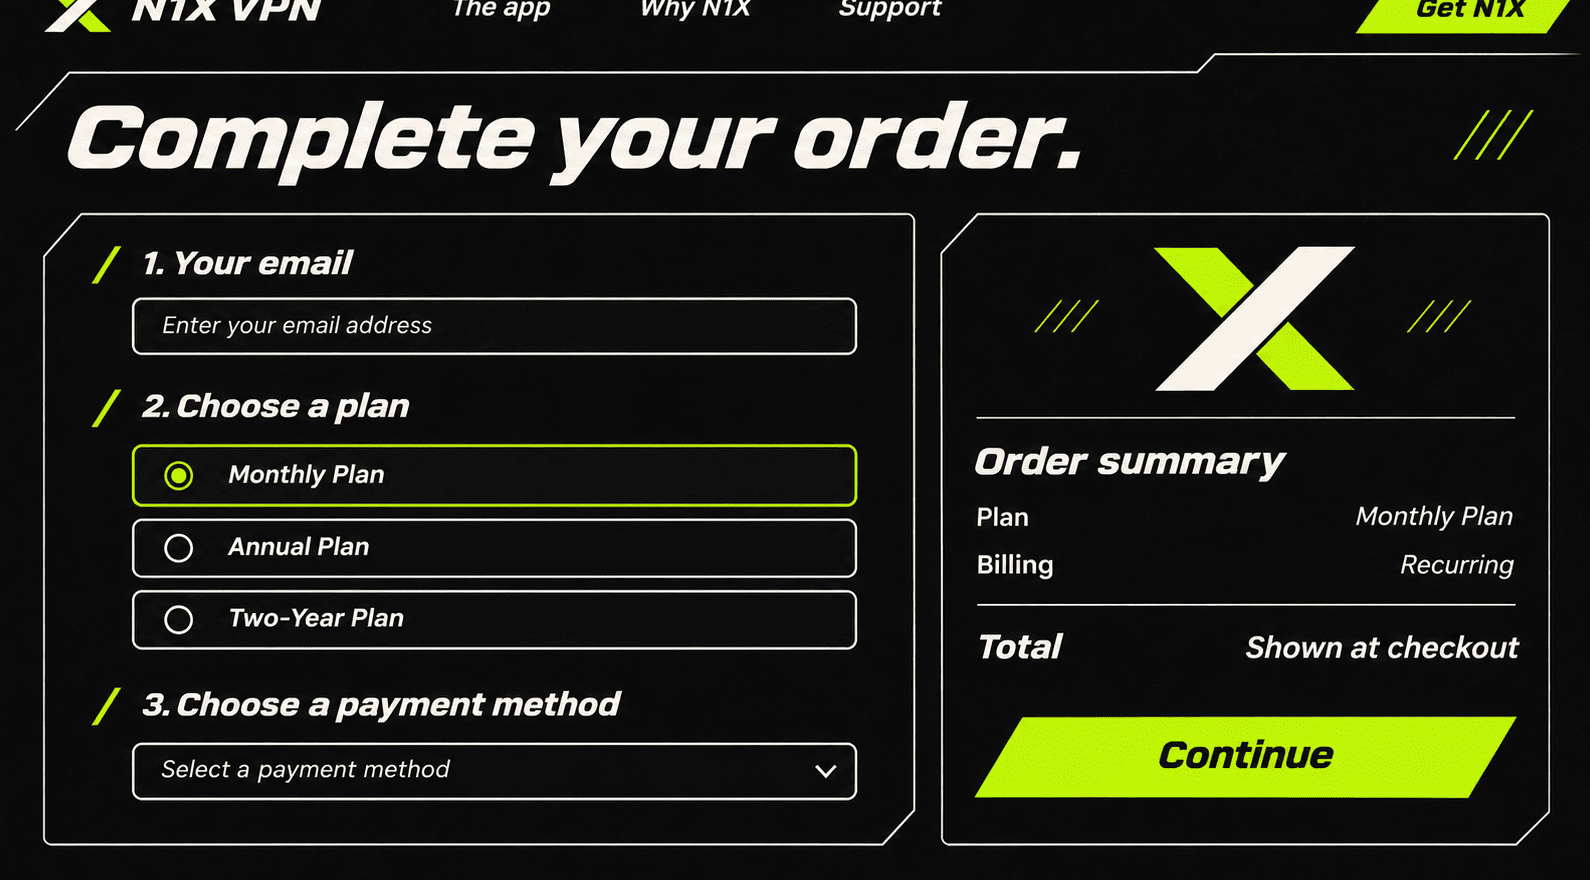 N1X VPN
The app
Why N1X
Support
Get N1X
Complete your order.
1. Your email
Enter your email address
2. Choose a plan
Monthly Plan
Annual Plan
Two-Year Plan
3. Choose a payment method
Select a payment method
Order summary
Plan Monthly Plan
Billing Recurring
Total Shown at checkout
Continue